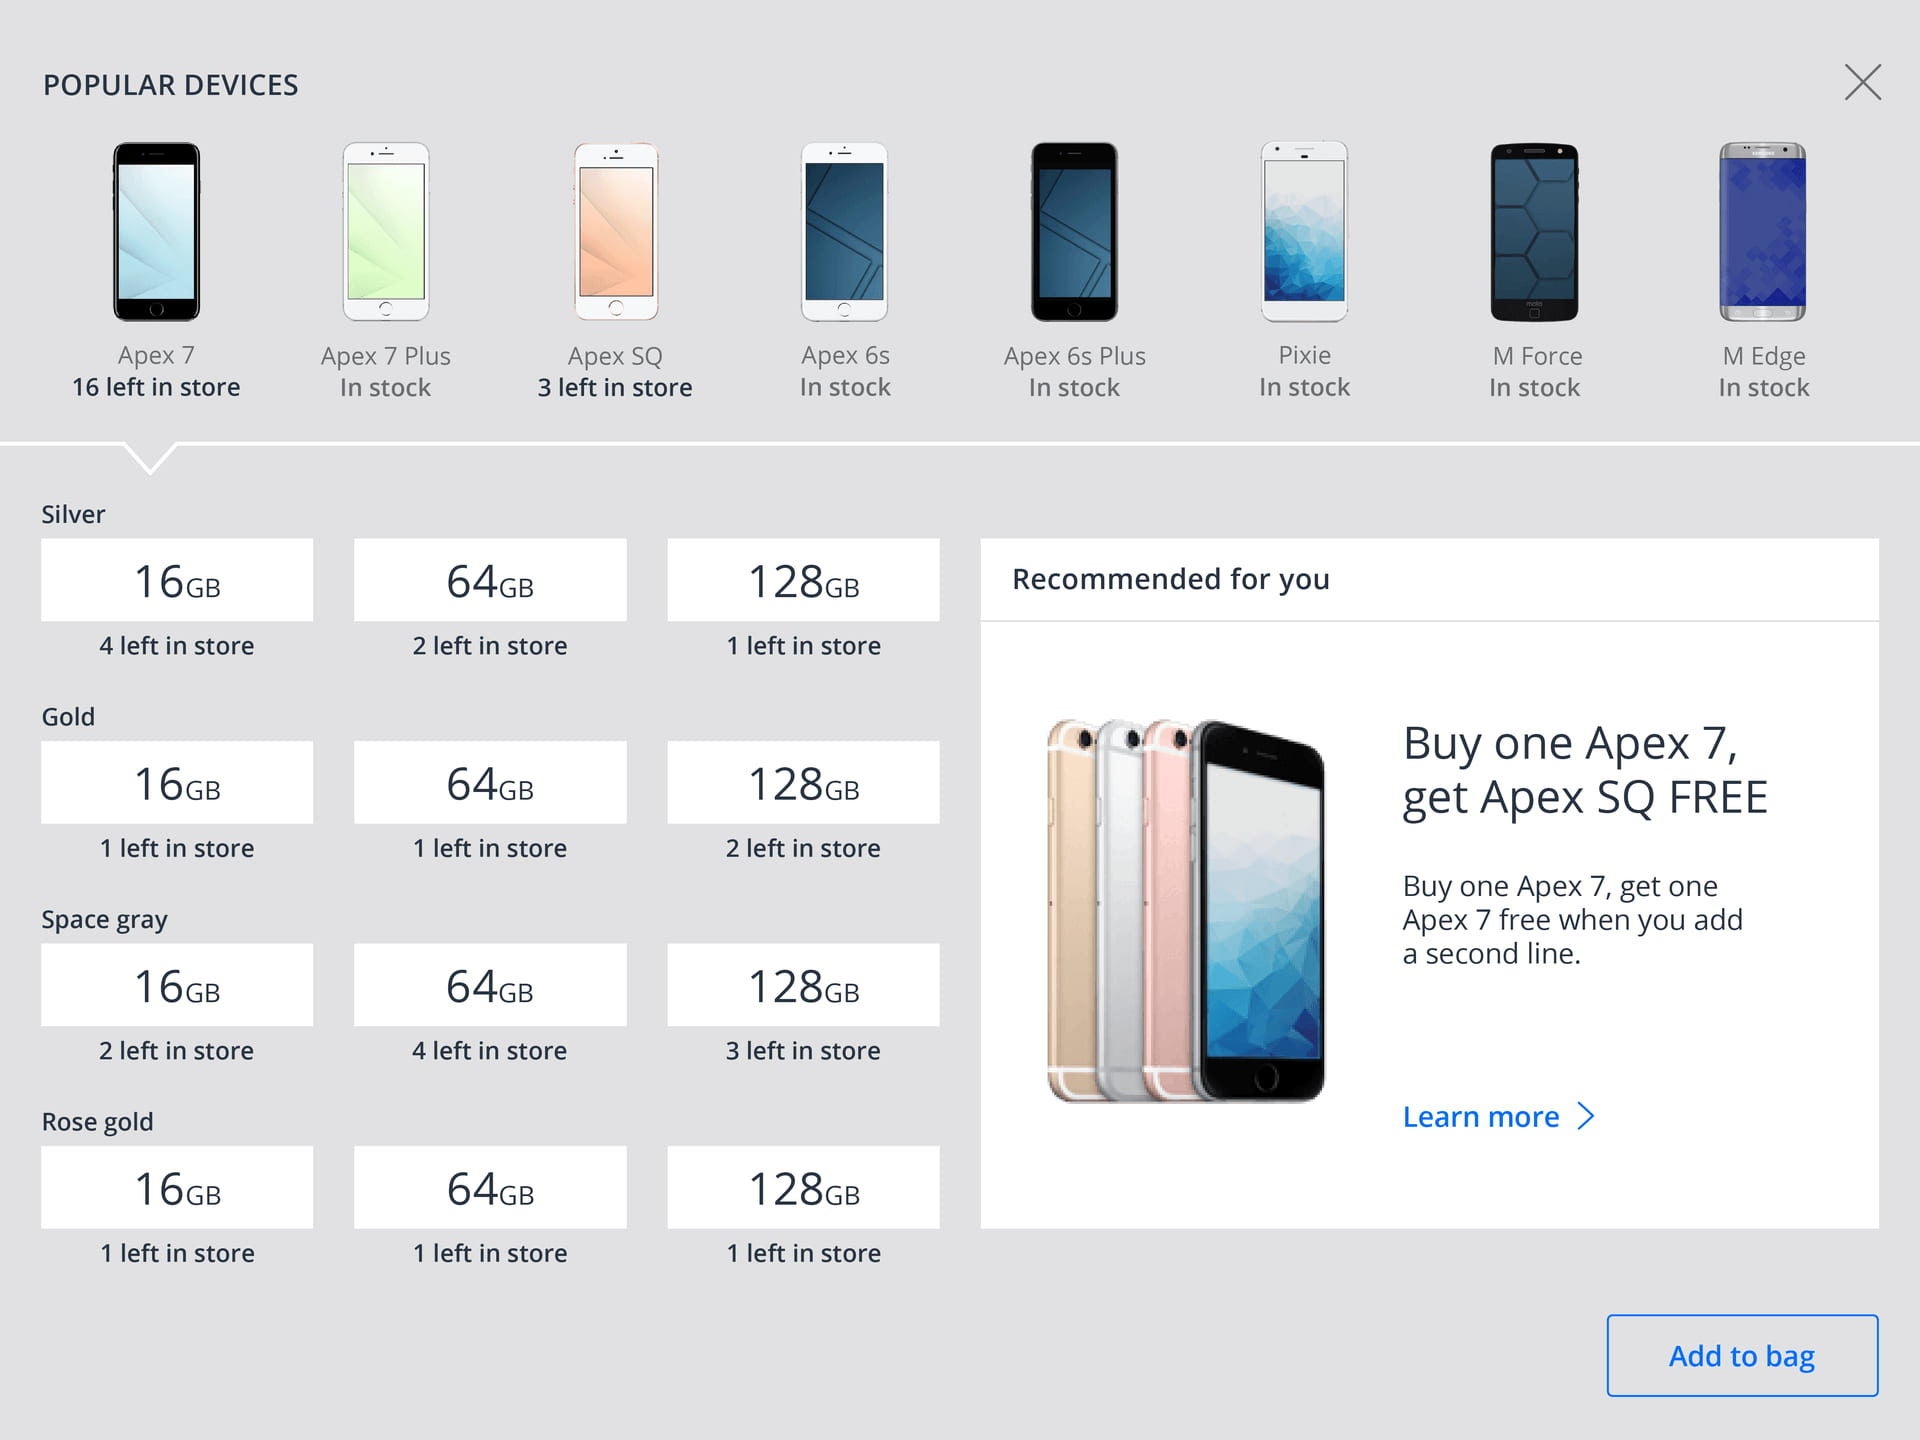 POPULAR DEVICES
Apex 7
16 left in store
Apex 7 Plus
In stock
Apex SQ
3 left in store
Apex 6s
In stock
Apex 6s Plus
In stock
Pixie
In stock
M Force
In stock
M Edge
In stock
Silver
16GB
64GB
128GB
4 left in store
2 left in store
1 left in store
Gold
16GB
64GB
128GB
1 left in store
1 left in store
2 left in store
Space gray
16GB
64GB
128GB
2 left in store
4 left in store
3 left in store
Rose gold
16GB
64GB
128GB
1 left in store
1 left in store
1 left in store
Recommended for you
Buy one Apex 7,
get Apex SQ FREE
Buy one Apex 7, get one
Apex 7 free when you add
a second line.
Learn more
Add to bag